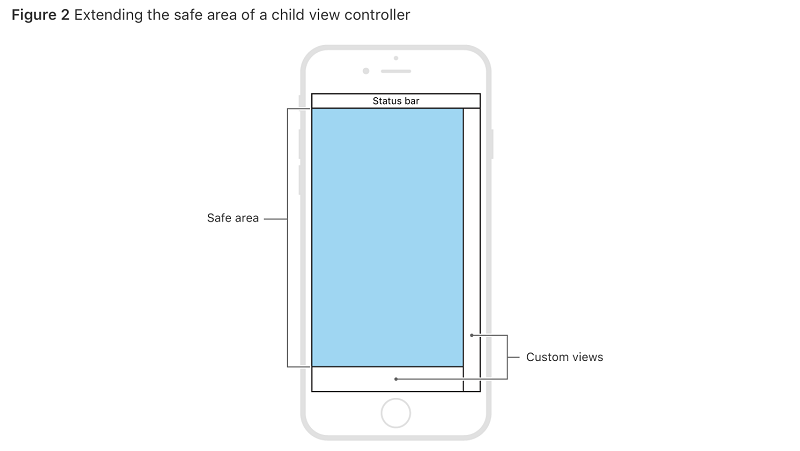 Figure 2 Extending the safe area of a child view controller
Status bar
Safe area
Custom views